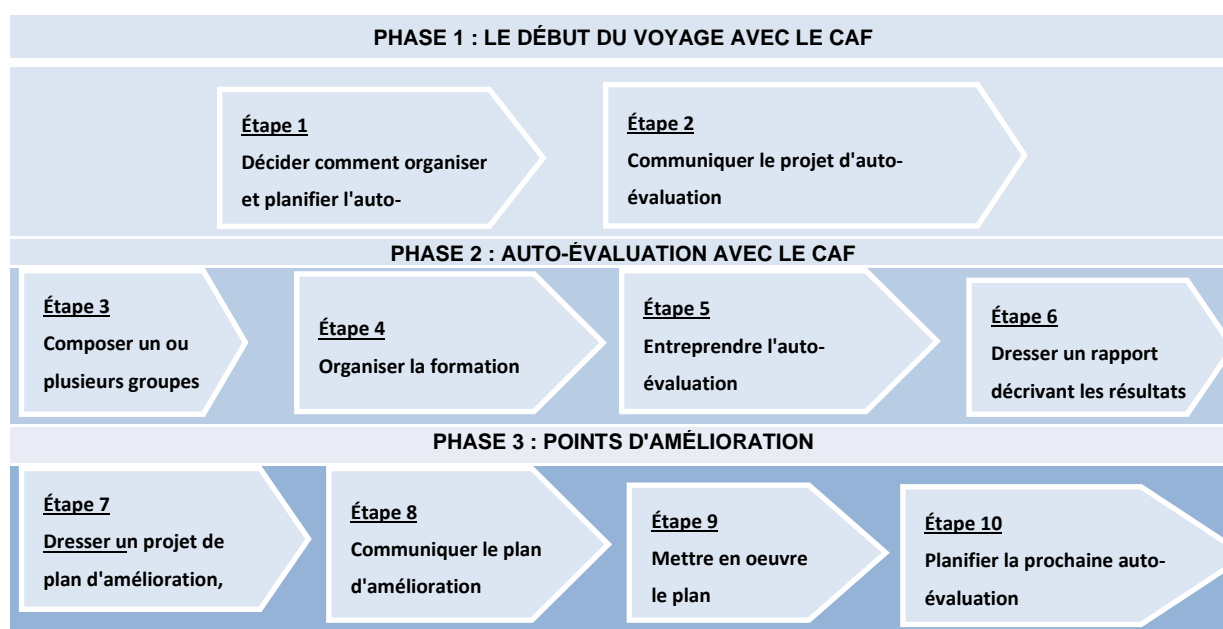 PHASE 1 : LE DÉBUT DU VOYAGE AVEC LE CAF
Étape 1
Décider comment organiser
et planifier l'auto-
Étape 2
Communiquer le projet d'auto-
évaluation
PHASE 2 : AUTO-ÉVALUATION AVEC LE CAF
Étape 3
Composer un ou
plusieurs groupes
Étape 4
Organiser la formation
Étape 5
Entreprendre l'auto-
évaluation
Étape 6
Dresser un rapport
décrivant les résultats
PHASE 3 : POINTS D'AMÉLIORATION
Étape 7
Dresser un projet de
plan d'amélioration,
Étape 8
Communiquer le plan
d'amélioration
Étape 9
Mettre en oeuvre
le plan
Étape 10
Planifier la prochaine auto-
évaluation